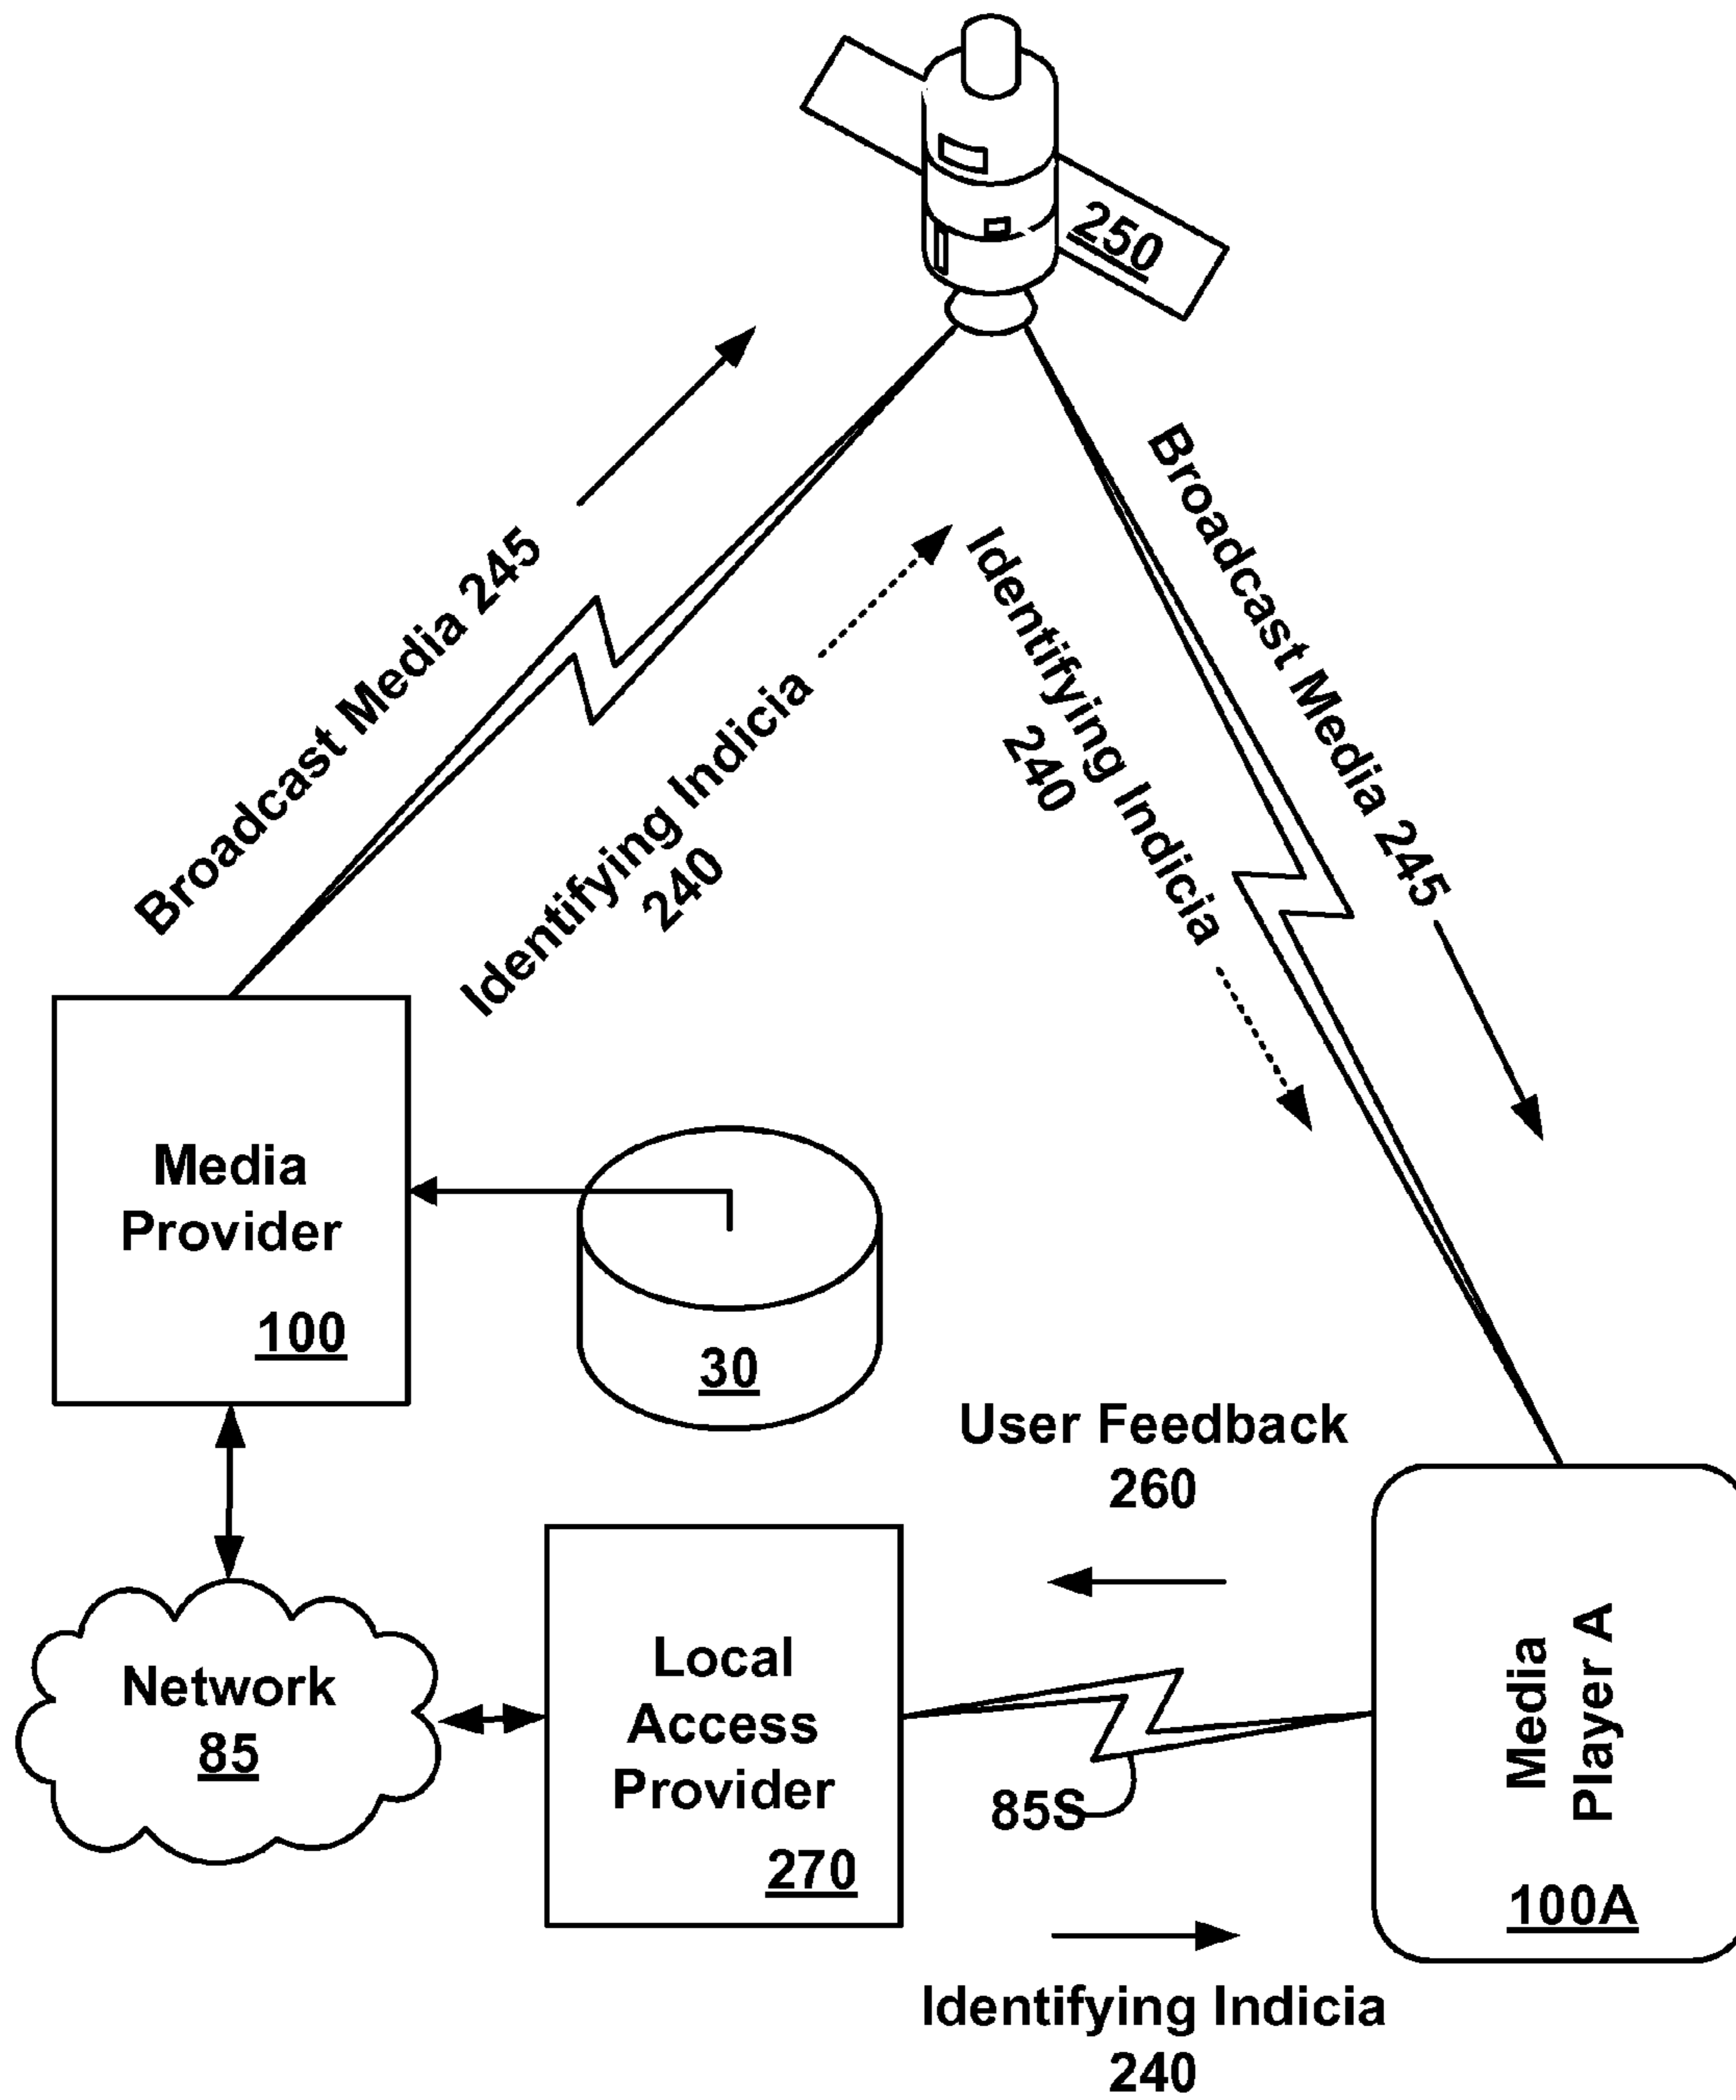 250
Broadcast Media 245
Identifying Indicia
240
Broadcast Media 245
Identifying Indicia
240
Media
Provider
100
30
User Feedback
260
Network
85
Local
Access
Provider
270
85S
Media
Player A
100A
Identifying Indicia
240